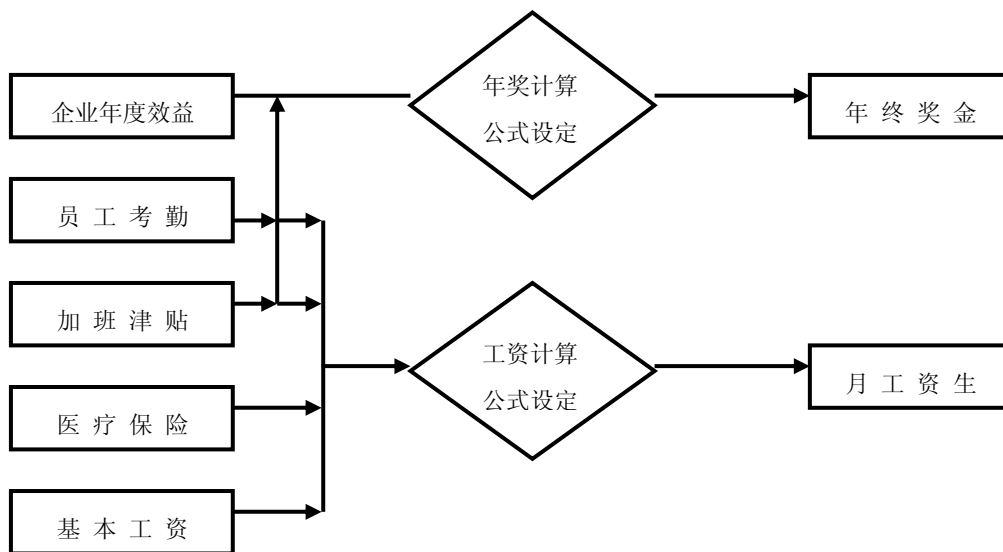 企业年度效益
年奖计算
公式设定
年 终 奖 金
员 工 考 勤
加 班 津 贴
工资计算
公式设定
月 工 资 生
医 疗 保 险
基 本 工 资